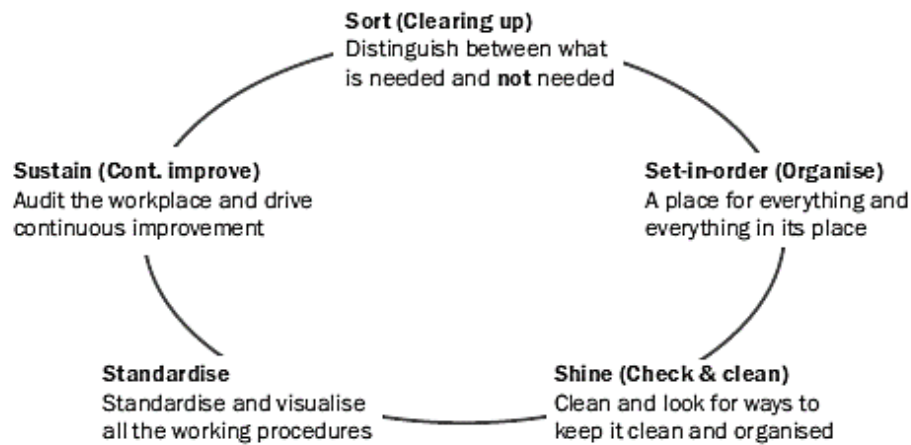 Sort (Clearing up)
Distinguish between what
is needed and not needed
Set-in-order (Organise)
A place for everything and
everything in its place
Shine (Check & clean)
Clean and look for ways to
keep it clean and organised
Standardise
Standardise and visualise
all the working procedures
Sustain (Cont. improve)
Audit the workplace and drive
continuous improvement